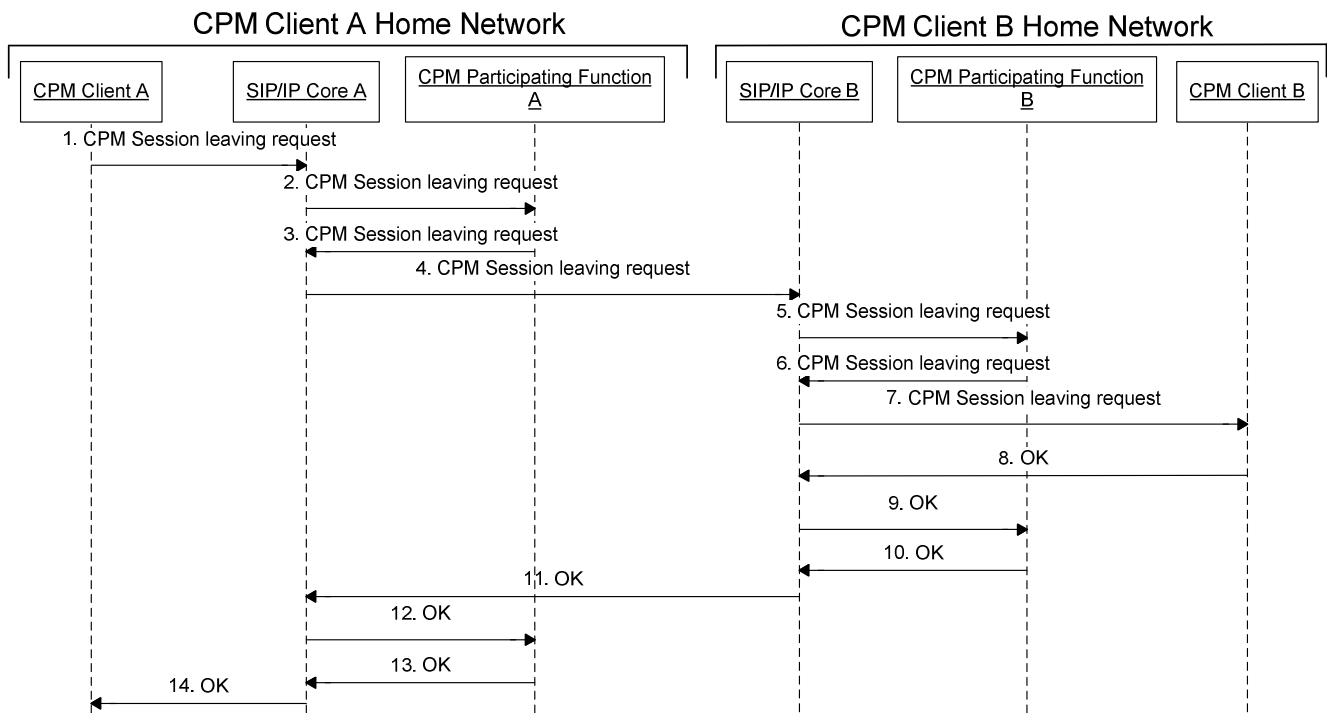 CPM Client A Home Network
CPM Client B Home Network
CPM Client A
SIP/IP Core A
CPM Participating Function
A
SIP/IP Core B
CPM Participating Function
B
CPM Client B
1. CPM Session leaving request
2. CPM Session leaving request
3. CPM Session leaving request
4. CPM Session leaving request
5. CPM Session leaving request
6. CPM Session leaving request
7. CPM Session leaving request
8. OK
9. OK
10. OK
11. OK
12. OK
13. OK
14. OK